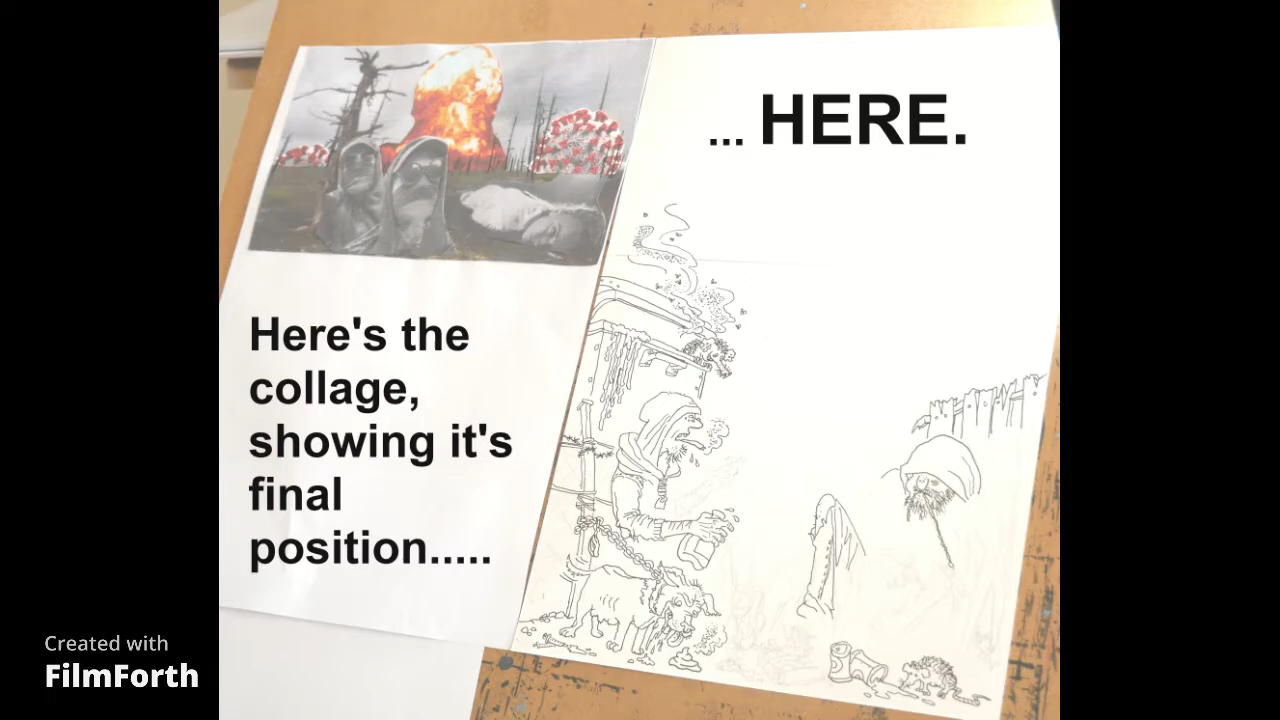 ... HERE.
Here's the
collage,
showing it's
final
position.....
Created with
FilmForth